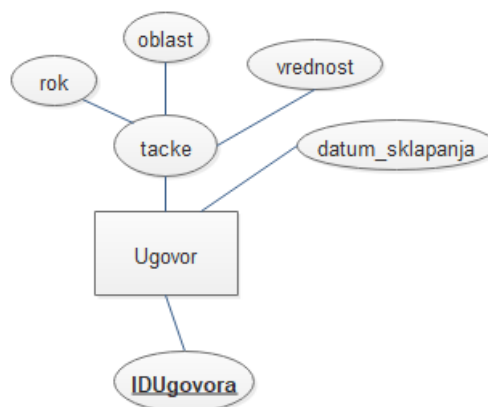 oblast
rok
vrednost
tacke
datum_sklapanja
Ugovor
IDUgovora